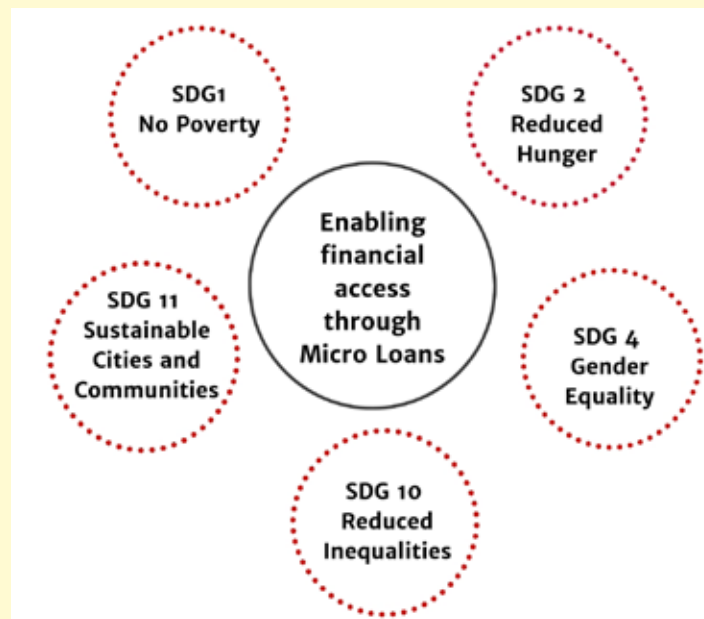 SDG1
No Poverty
SDG 2
Reduced
Hunger
Enabling
financial
access
through
Micro Loans
SDG 11
Sustainable
Cities and
Communities
SDG 4
Gender
Equality
SDG 10
Reduced
Inequalities